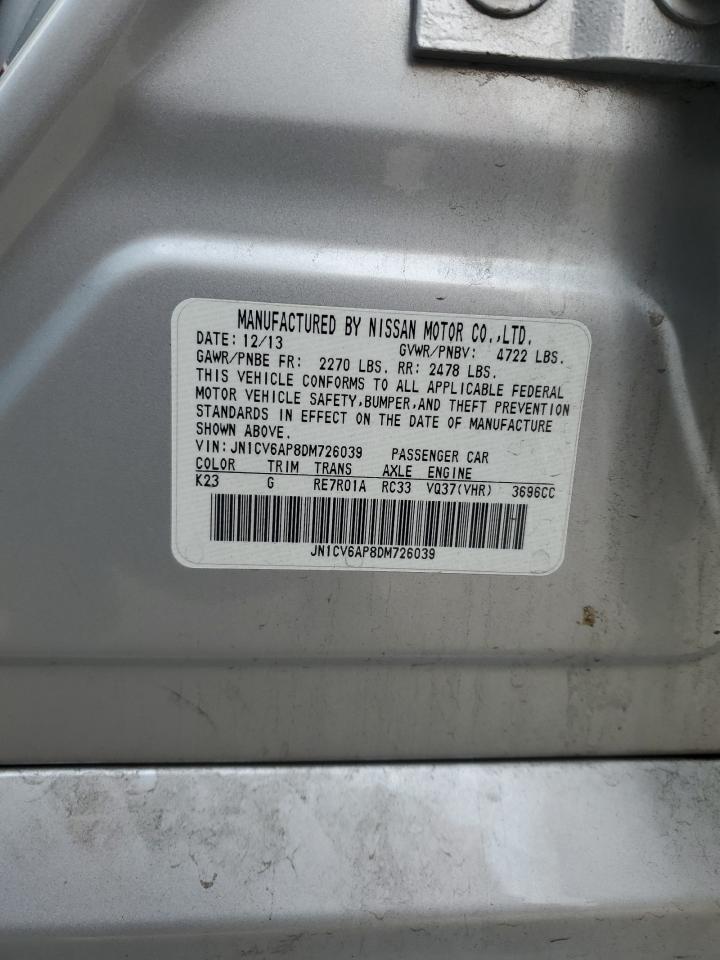 MANUFACTURED BY NISSAN MOTOR CO.,LTD.
DATE: 12/13 GVWR/PNBV: 4722 LBS.
GAWR/PNBE FR: 2270 LBS. RR: 2478 LBS.
THIS VEHICLE CONFORMS TO ALL APPLICABLE FEDERAL
MOTOR VEHICLE SAFETY,BUMPER,AND THEFT PREVENTION
STANDARDS IN EFFECT ON THE DATE OF MANUFACTURE
SHOWN ABOVE.
VIN: JN1CV6AP8DM726039 PASSENGER CAR
COLOR TRIM TRANS AXLE ENGINE
K23 G RE7R01A RC33 VQ37(VHR) 3696CC
JN1CV6AP8DM726039